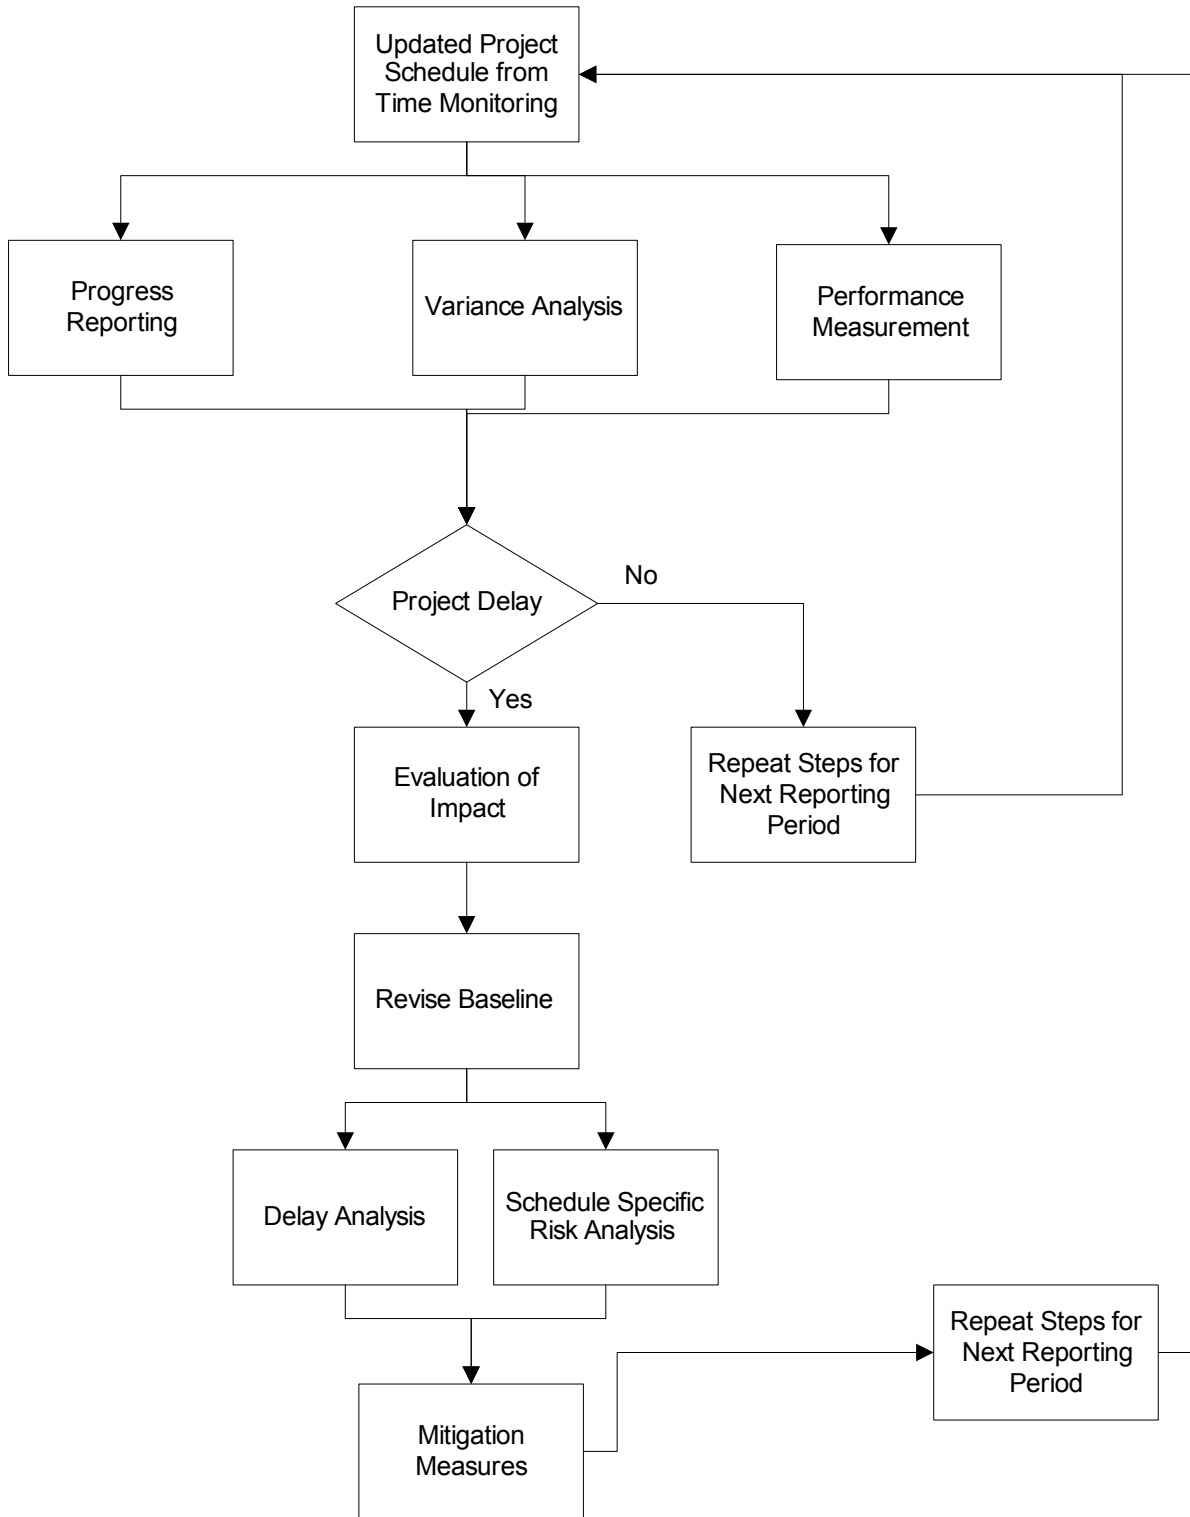 Updated Project
Schedule from
Time Monitoring
Progress
Reporting
Variance Analysis
Performance
Measurement
Project Delay
No
Yes
Evaluation of
Impact
Repeat Steps for
Next Reporting
Period
Revise Baseline
Delay Analysis
Schedule Specific
Risk Analysis
Repeat Steps for
Next Reporting
Period
Mitigation
Measures